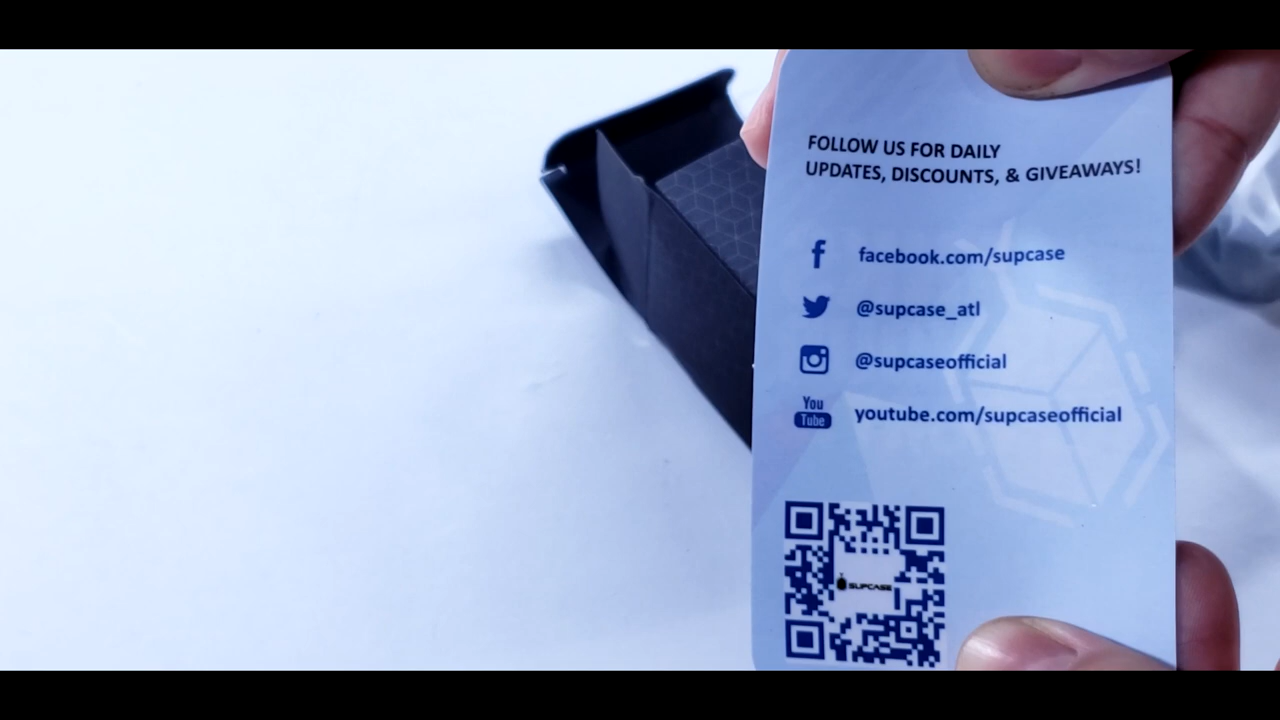 FOLLOW US FOR DAILY
UPDATES, DISCOUNTS, & GIVEAWAYS!
facebook.com/supcase
@supcase_atl
@supcaseofficial
You
Tube
youtube.com/supcaseofficial
SUPCASE